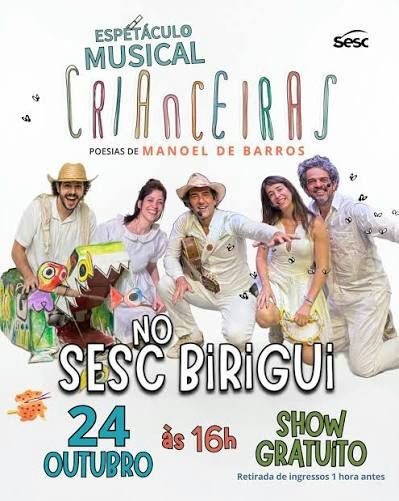 ESPETÁCULO
MUSICAL
Sesc
CRIANCEIRAS
POESIAS DE MANOEL DE BARROS
NO
SESC BIRIGUI
24
OUTUBRO
às 16h
SHOW
GRATUITO
Retirada de ingressos 1 hora antes